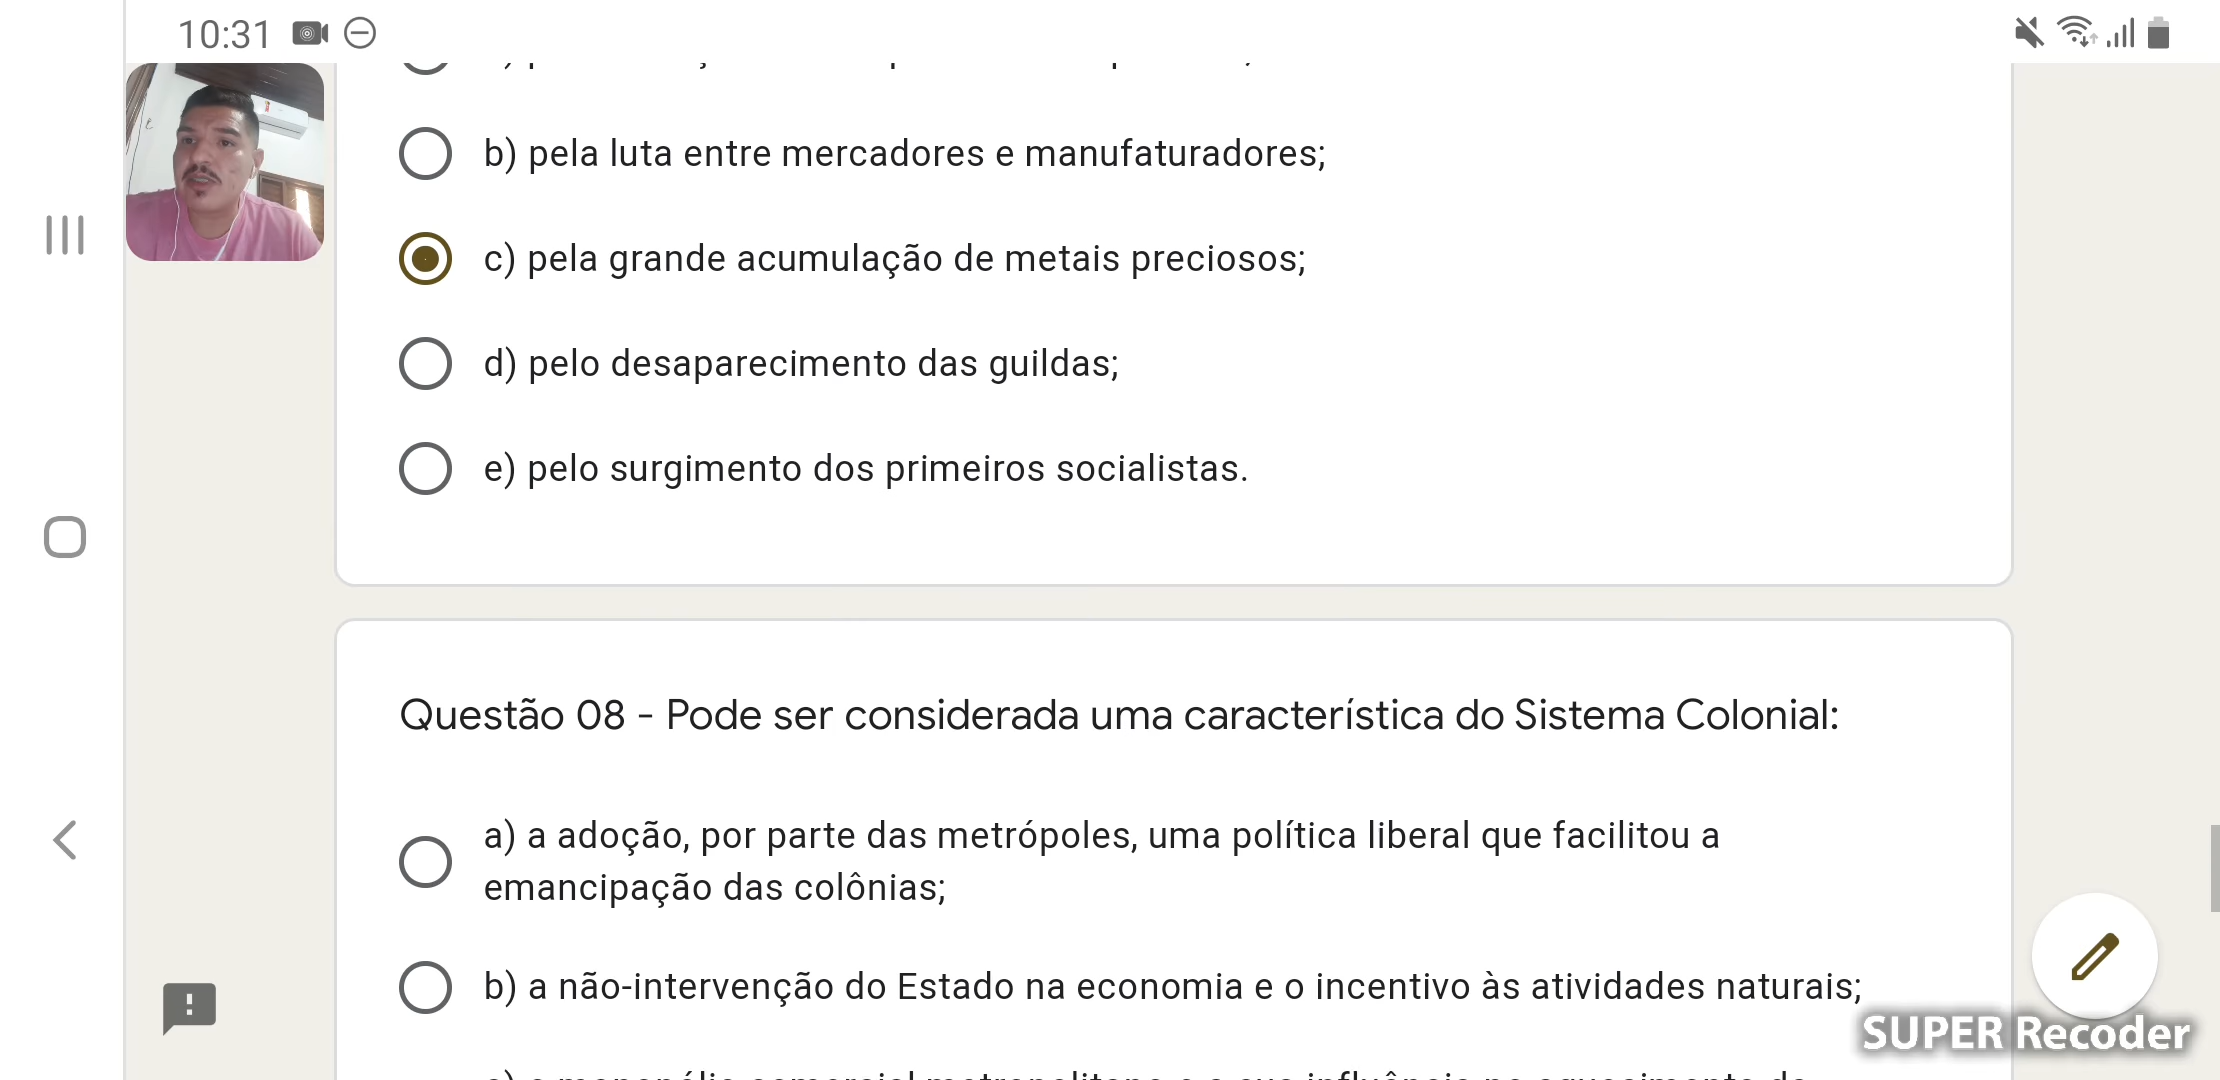 10:31
b) pela luta entre mercadores e manufaturadores;
c) pela grande acumulação de metais preciosos;
d) pelo desaparecimento das guildas;
e) pelo surgimento dos primeiros socialistas.
Questão 08 - Pode ser considerada uma característica do Sistema Colonial:
a) a adoção, por parte das metrópoles, uma política liberal que facilitou a
emancipação das colônias;
b) a não-intervenção do Estado na economia e o incentivo às atividades naturais;
SUPER Recoder